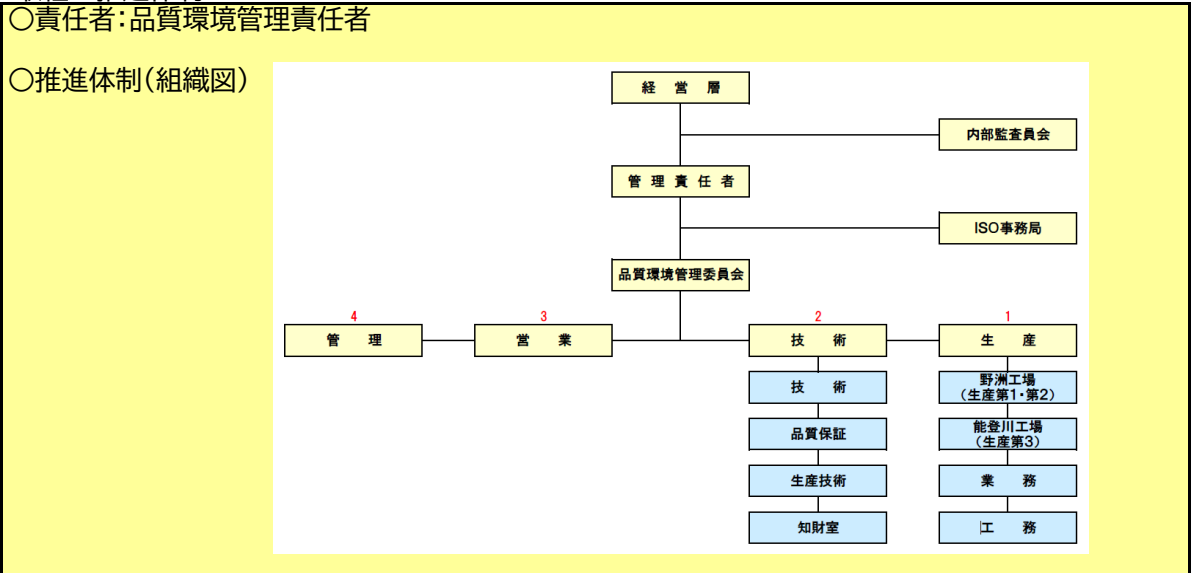 ○責任者：品質環境管理責任者
○推進体制（組織図）
経　営　層
内部監査員会
管 理 責 任 者
ISO事務局
品質環境管理委員会
4 3 2 1
管　理 営　業 技　術 生　産
技　術
野洲工場
（生産第1・第2）
品質保証
能登川工場
（生産第3）
生産技術
業　務
知財室
工　務